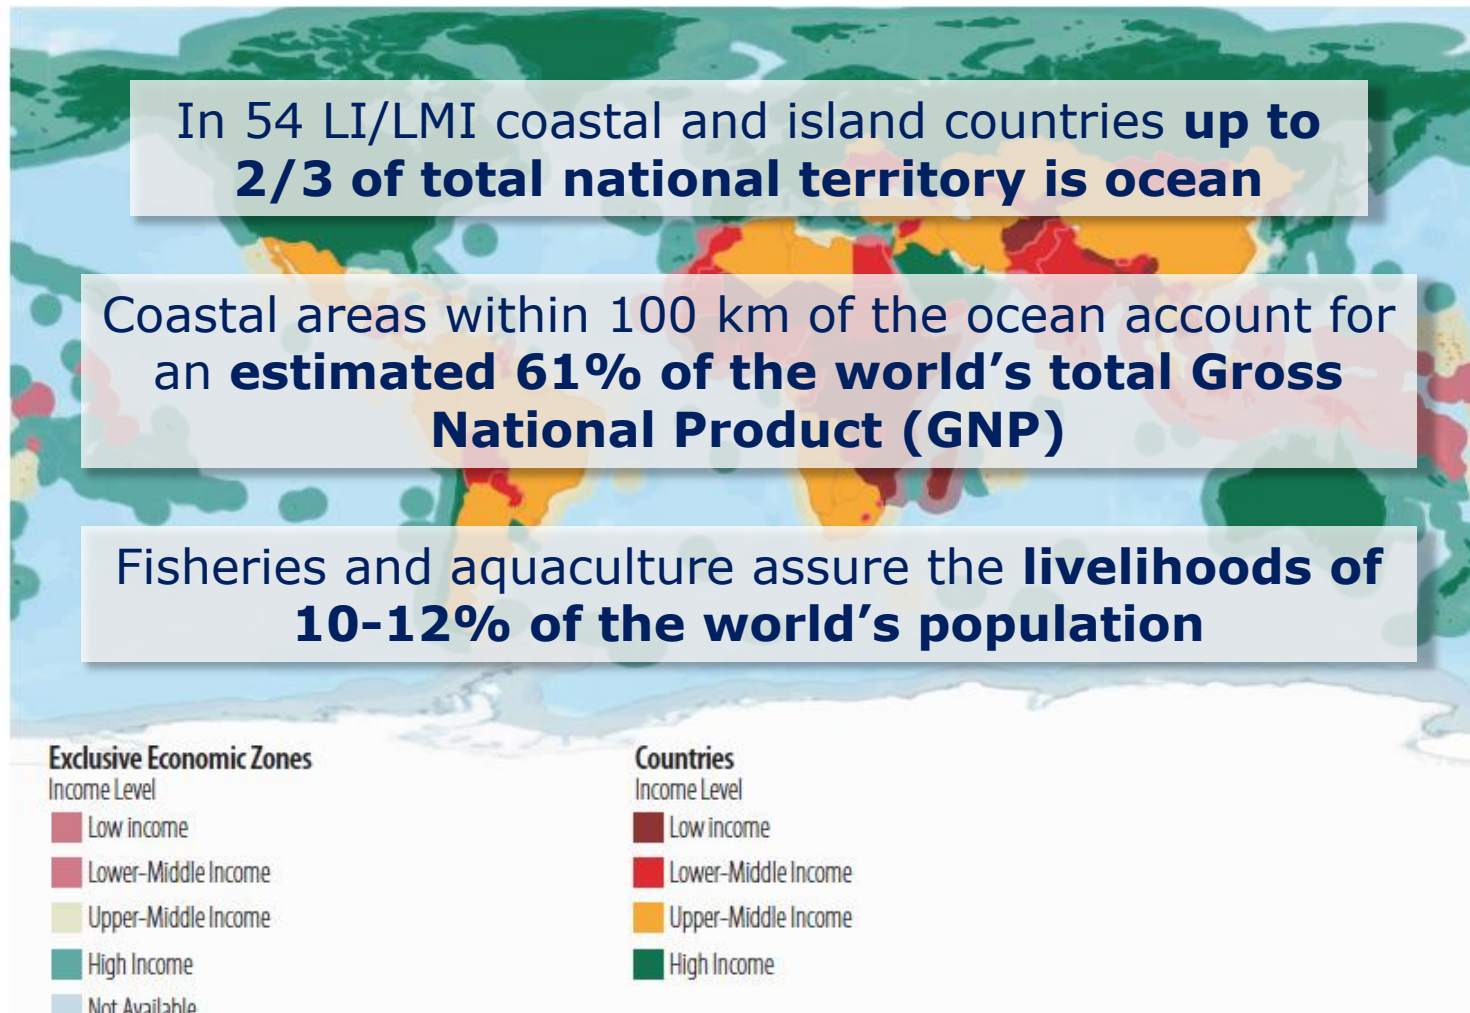 In 54 LI/LMI coastal and island countries up to
2/3 of total national territory is ocean
Coastal areas within 100 km of the ocean account for
an estimated 61% of the world’s total Gross
National Product (GNP)
Fisheries and aquaculture assure the livelihoods of
10-12% of the world’s population
Exclusive Economic Zones
Income Level
Low income
Lower-Middle Income
Upper-Middle Income
High Income
Not Available
Countries
Income Level
Low income
Lower-Middle Income
Upper-Middle Income
High Income